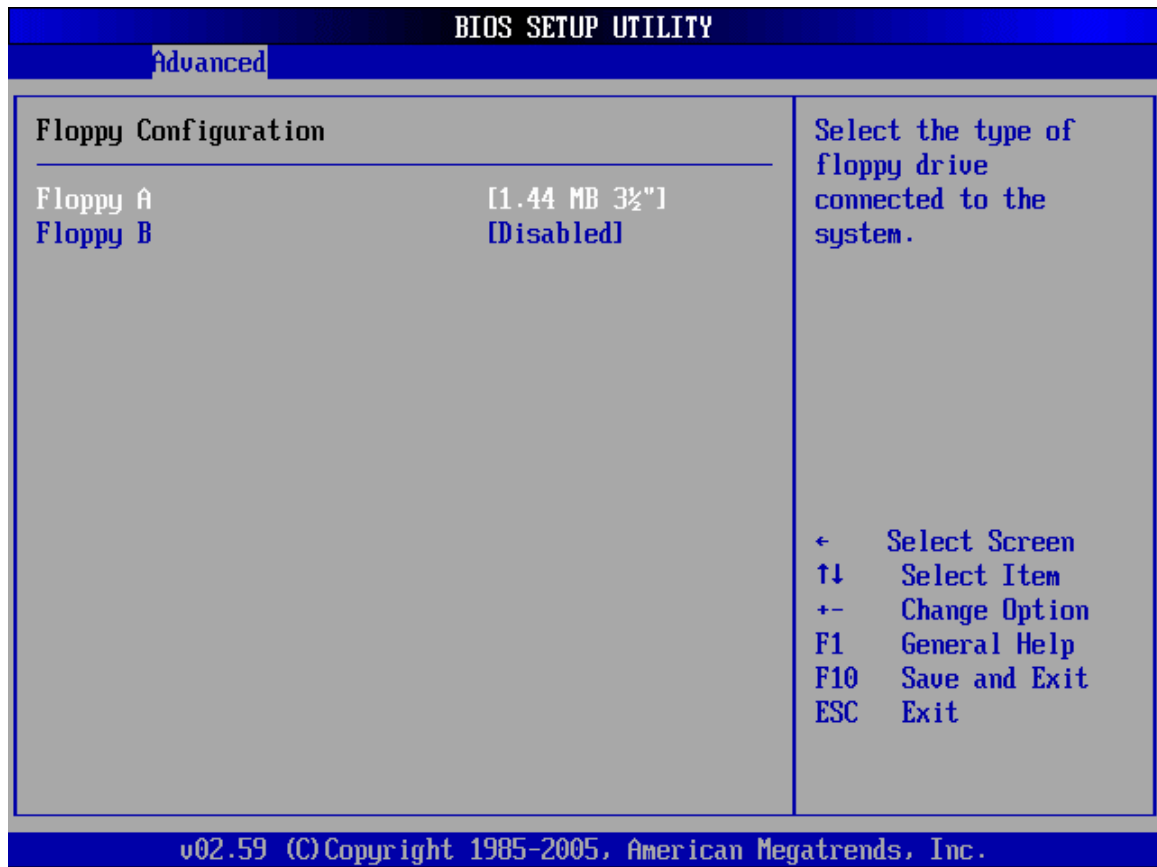 BIOS SETUP UTILITY
Advanced
Floppy Configuration
Floppy A [1.44 MB 3½"]
Floppy B [Disabled]
Select the type of
floppy drive
connected to the
system.
← Select Screen
↑↓ Select Item
+- Change Option
F1 General Help
F10 Save and Exit
ESC Exit
v02.59 (C)Copyright 1985-2005, American Megatrends, Inc.